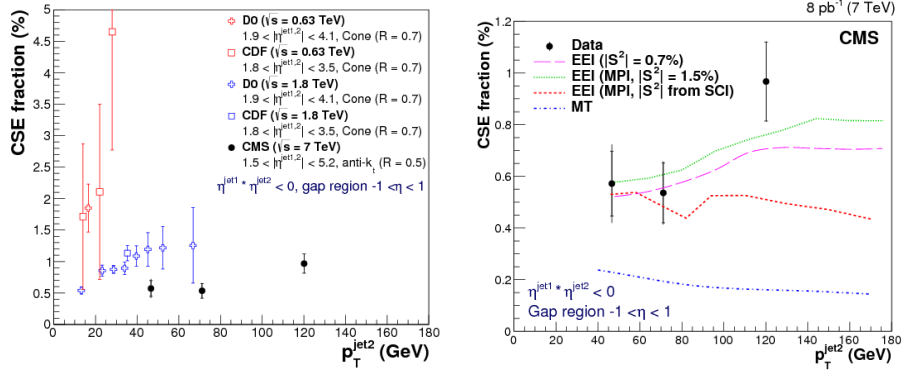 CSE fraction (%)
5
4.5
4
3.5
3
2.5
2
1.5
1
0.5
0
0 20 40 60 80 100 120 140 160 180
p_T^jet2 (GeV)
D0 (√s = 0.63 TeV)
1.9 < |η^jet1,2| < 4.1, Cone (R = 0.7)
CDF (√s = 0.63 TeV)
1.8 < |η^jet1,2| < 3.5, Cone (R = 0.7)
D0 (√s = 1.8 TeV)
1.9 < |η^jet1,2| < 4.1, Cone (R = 0.7)
CDF (√s = 1.8 TeV)
1.8 < |η^jet1,2| < 3.5, Cone (R = 0.7)
CMS (√s = 7 TeV)
1.5 < |η^jet1,2| < 5.2, anti-k_t (R = 0.5)
η^jet1 * η^jet2 < 0, gap region -1 < η < 1
8 pb⁻¹ (7 TeV)
CMS
CSE fraction (%)
1.2
1.0
0.8
0.6
0.4
0.2
0
0 20 40 60 80 100 120 140 160 180
p_T^jet2 (GeV)
Data
EEI (|S²| = 0.7%)
EEI (MPI, |S²| = 1.5%)
EEI (MPI, |S²| from SCI)
MT
η^jet1 * η^jet2 < 0
Gap region -1 < η < 1